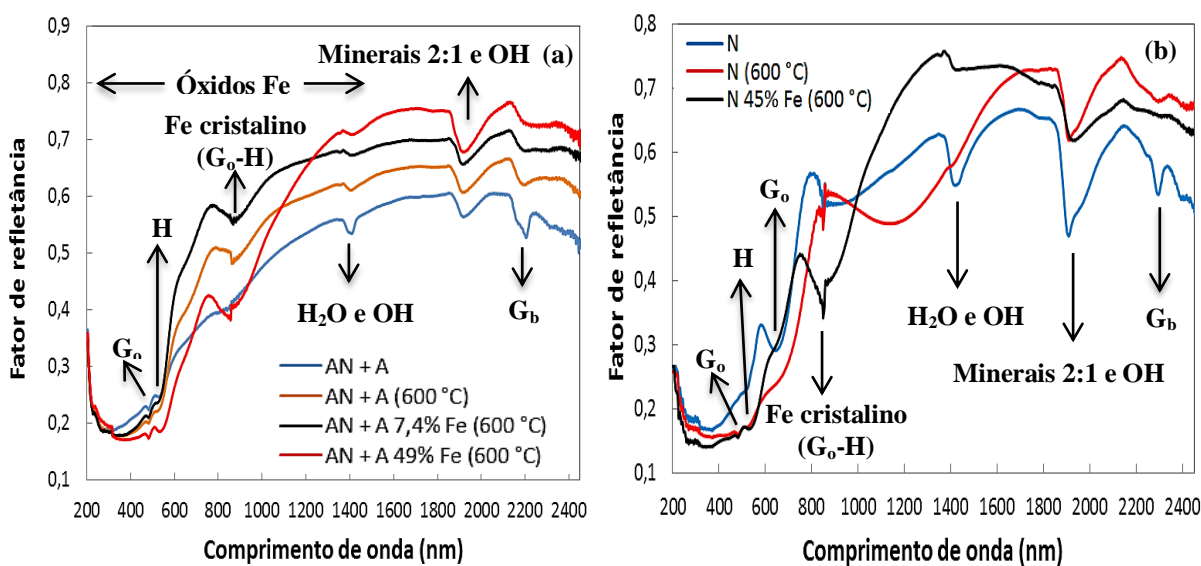 Fator de refletância
0,9
0,8
0,7
0,6
0,5
0,4
0,3
0,2
0,1
Minerais 2:1 e OH (a)
Óxidos Fe
Fe cristalino
(Go-H)
H
Go
H2O e OH
Gb
AN + A
AN + A (600 °C)
AN + A 7,4% Fe (600 °C)
AN + A 49% Fe (600 °C)
200 400 600 800 1000 1200 1400 1600 1800 2000 2200 2400
Comprimento de onda (nm)
Fator de refletância
0,8
0,7
0,6
0,5
0,4
0,3
0,2
0,1
N
N (600 °C)
N 45% Fe (600 °C)
(b)
Go
H
Go
H2O e OH
Gb
Minerais 2:1 e OH
Fe cristalino
(Go-H)
200 400 600 800 1000 1200 1400 1600 1800 2000 2200 2400
Comprimento de onda (nm)